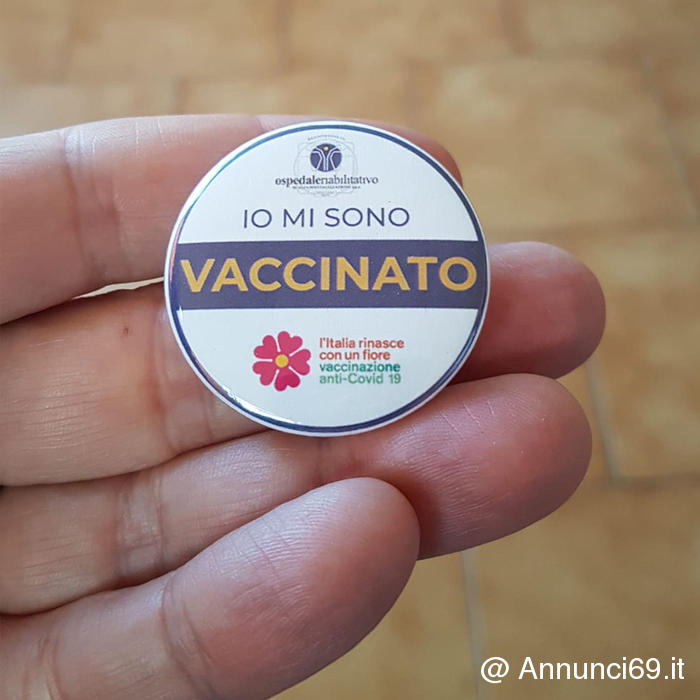 ospedaleriabilitativo
IO MI SONO
VACCINATO
l'Italia rinasce
con un fiore
vaccinazione
anti-Covid 19
@ Annunci69.it